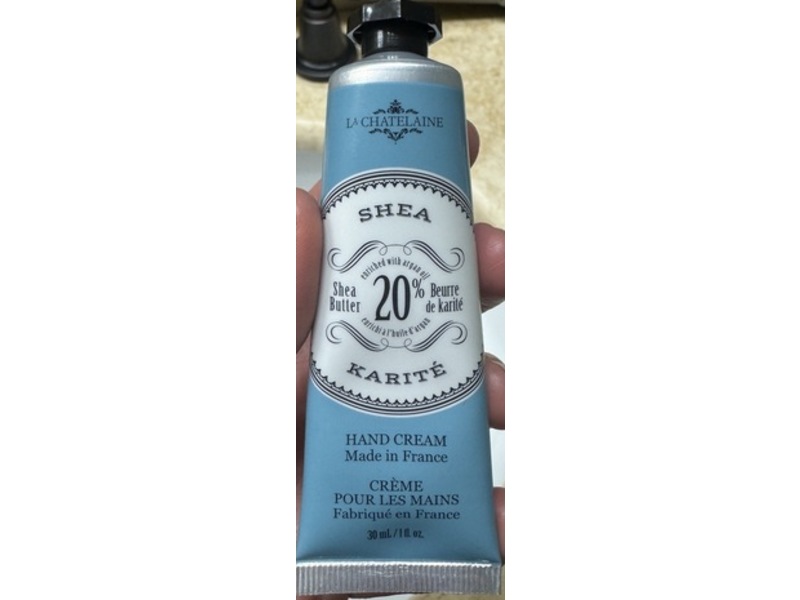 LA CHATELAINE
SHEA
enriched with argan oil
Shea
Butter
20%
Beurre
de karité
enrichi à l'huile d'argan
KARITÉ
HAND CREAM
Made in France
CRÈME
POUR LES MAINS
Fabriqué en France
30 mL / 1 fl. oz.